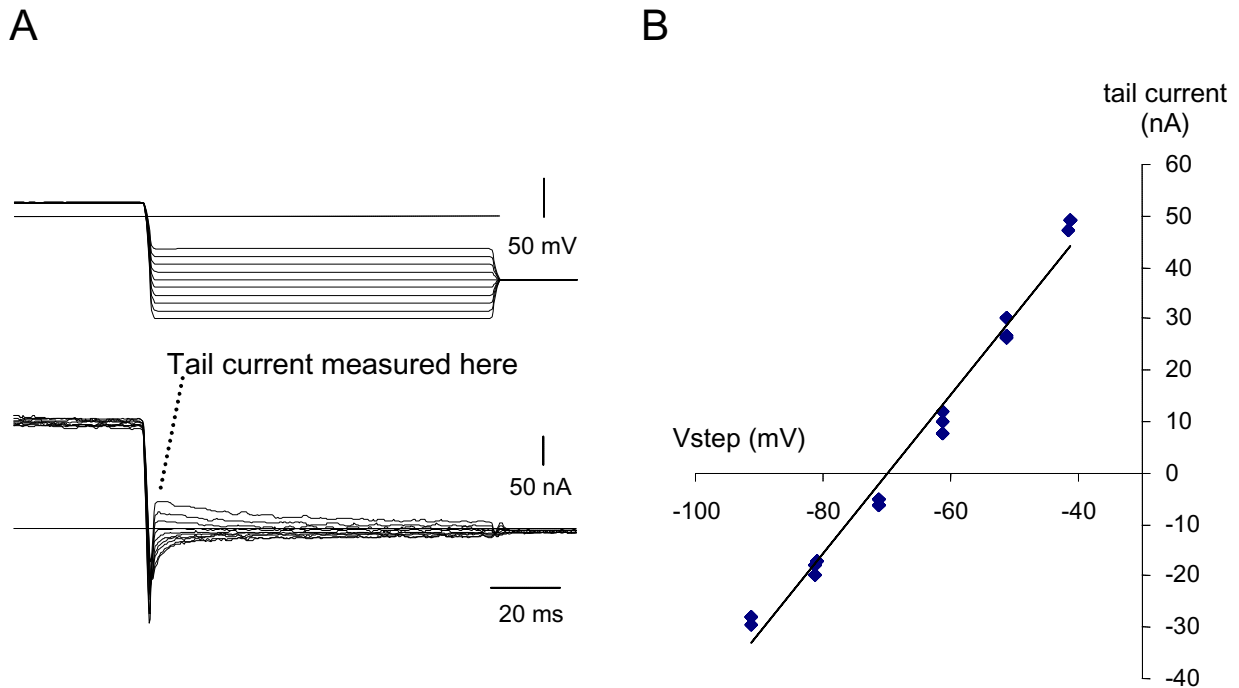 A
50 mV
Tail current measured here
50 nA
20 ms
B
tail current
(nA)
Vstep (mV)
60
50
40
30
20
10
0
-10
-20
-30
-40
-100
-80
-60
-40